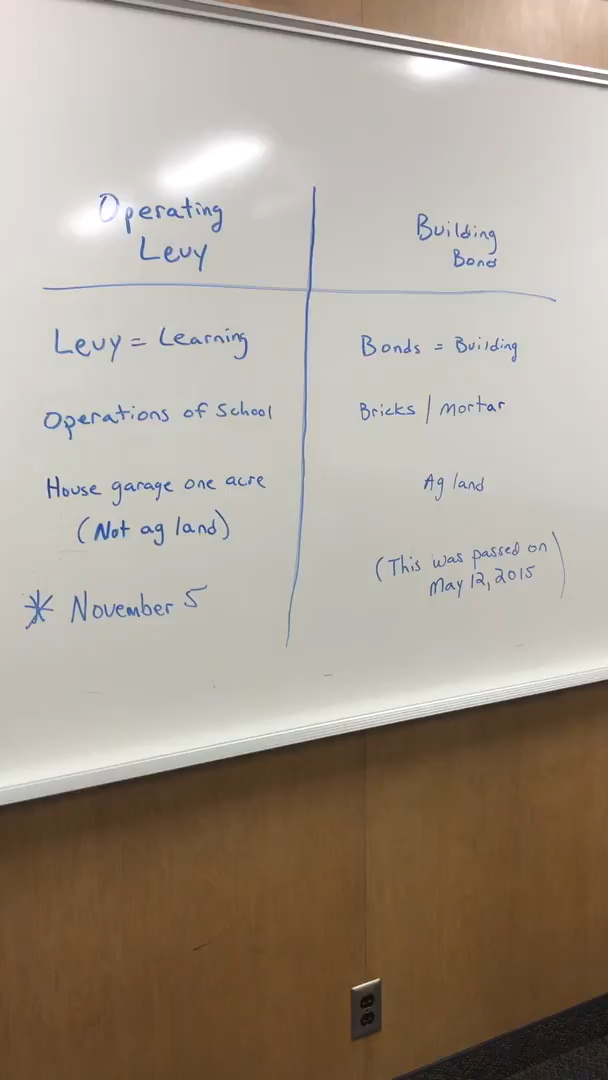 Operating
Levy
Levy = Learning
Operations of School
House garage one acre
(Not ag land)
* November 5
Building
Bond
Bonds = Building
Bricks / mortar
Ag land
(This was passed on
May 12, 2015)